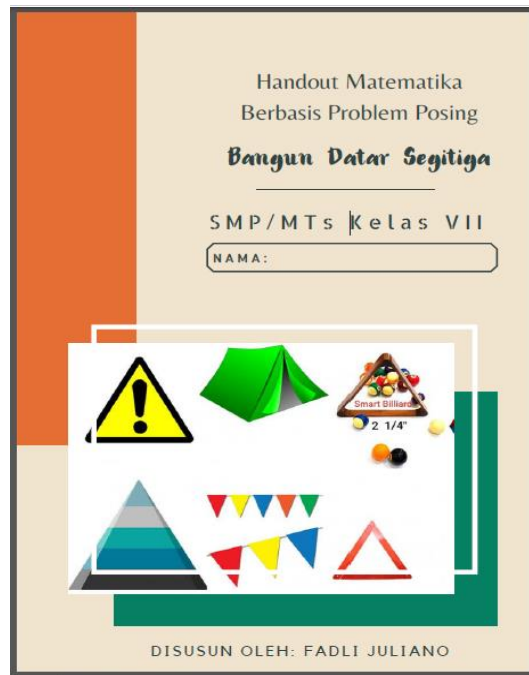 Handout Matematika
Berbasis Problem Posing
Bangun Datar Segitiga
SMP/MTs Kelas VII
NAMA:
Smart Billiard
2 1/4"
DISUSUN OLEH: FADLI JULIANO